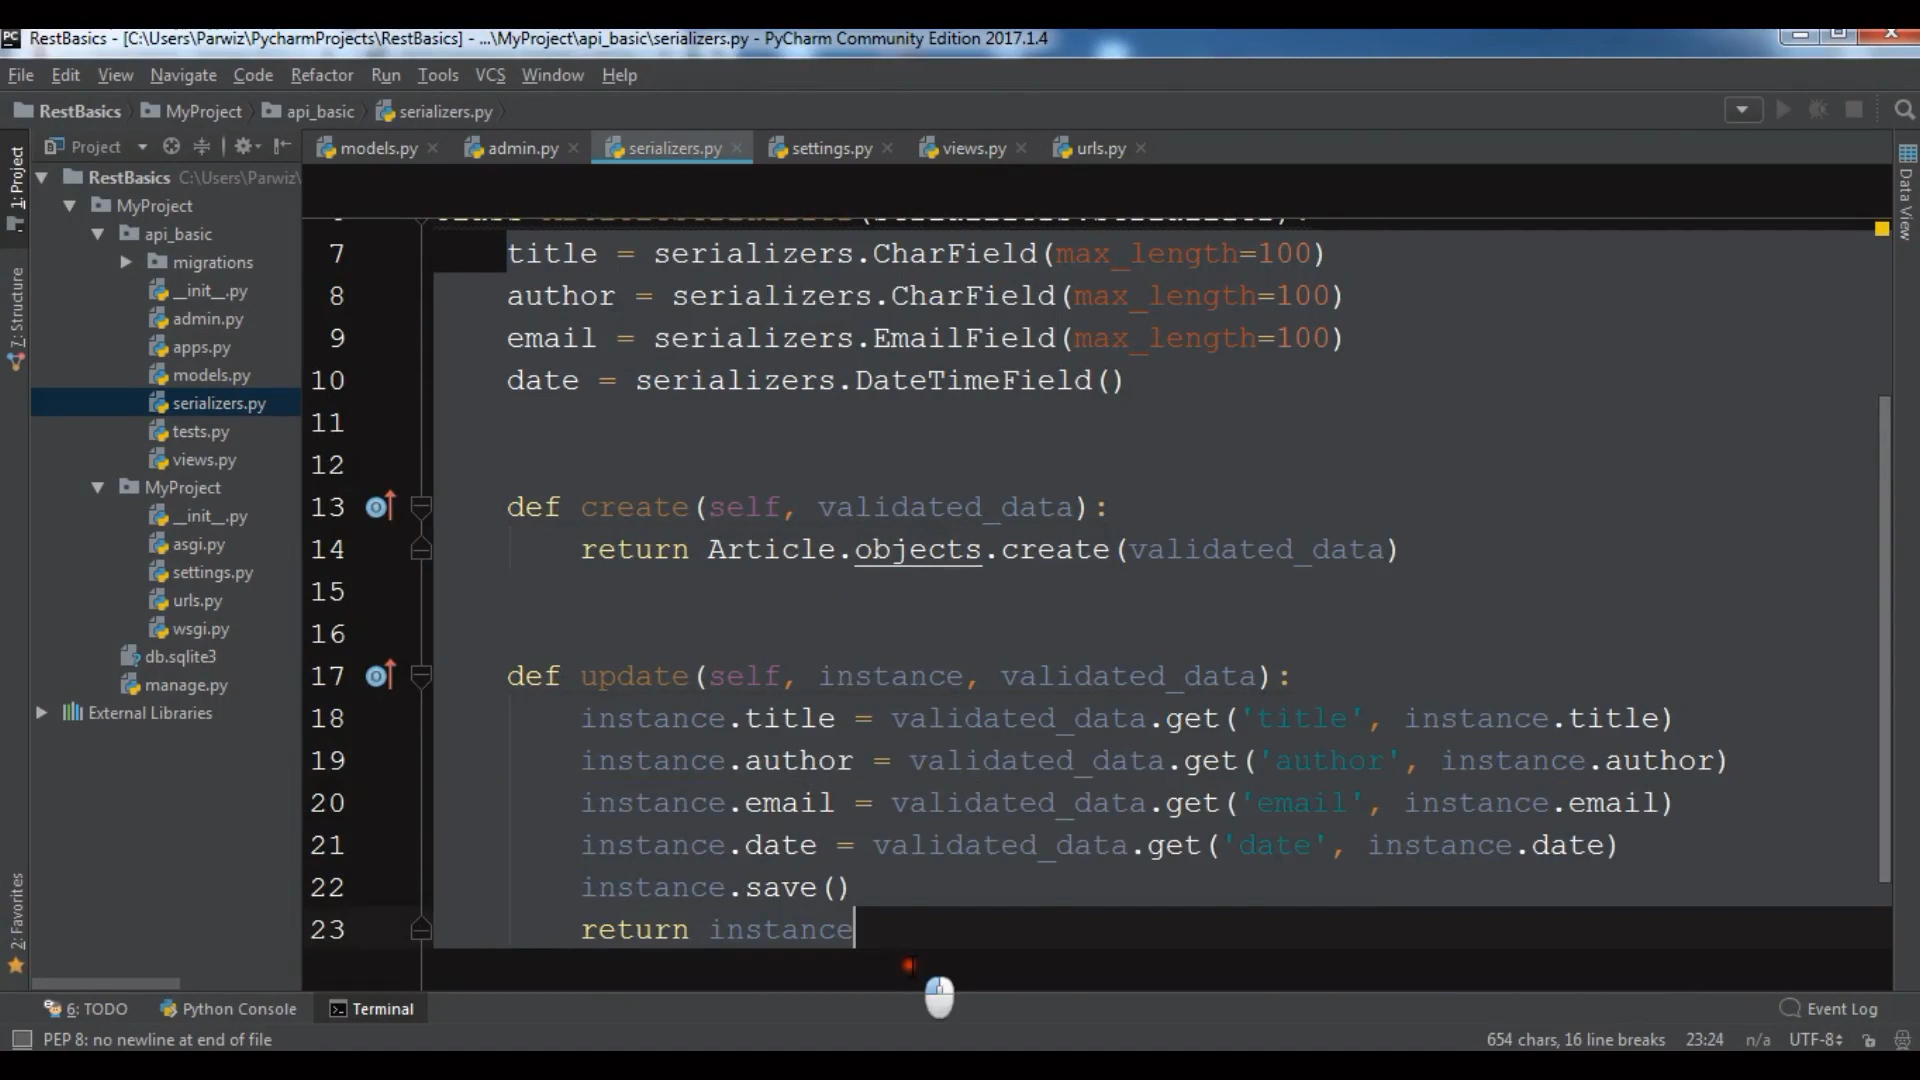 RestBasics - [C:\Users\Parwiz\PycharmProjects\RestBasics] - ...\MyProject\api_basic\serializers.py - PyCharm Community Edition 2017.1.4
File Edit View Navigate Code Refactor Run Tools VCS Window Help
RestBasics MyProject api_basic serializers.py
Project
models.py admin.py serializers.py settings.py views.py urls.py
1: Project
7: Structure
2: Favorites
Data View
RestBasics C:\Users\Parwiz\
MyProject
api_basic
migrations
__init__.py
admin.py
apps.py
models.py
serializers.py
tests.py
views.py
MyProject
__init__.py
asgi.py
settings.py
urls.py
wsgi.py
db.sqlite3
manage.py
External Libraries
7 title = serializers.CharField(max_length=100)
8 author = serializers.CharField(max_length=100)
9 email = serializers.EmailField(max_length=100)
10 date = serializers.DateTimeField()
11
12
13 def create(self, validated_data):
14 return Article.objects.create(validated_data)
15
16
17 def update(self, instance, validated_data):
18 instance.title = validated_data.get('title', instance.title)
19 instance.author = validated_data.get('author', instance.author)
20 instance.email = validated_data.get('email', instance.email)
21 instance.date = validated_data.get('date', instance.date)
22 instance.save()
23 return instance
6: TODO Python Console Terminal Event Log
PEP 8: no newline at end of file 654 chars, 16 line breaks 23:24 n/a UTF-8